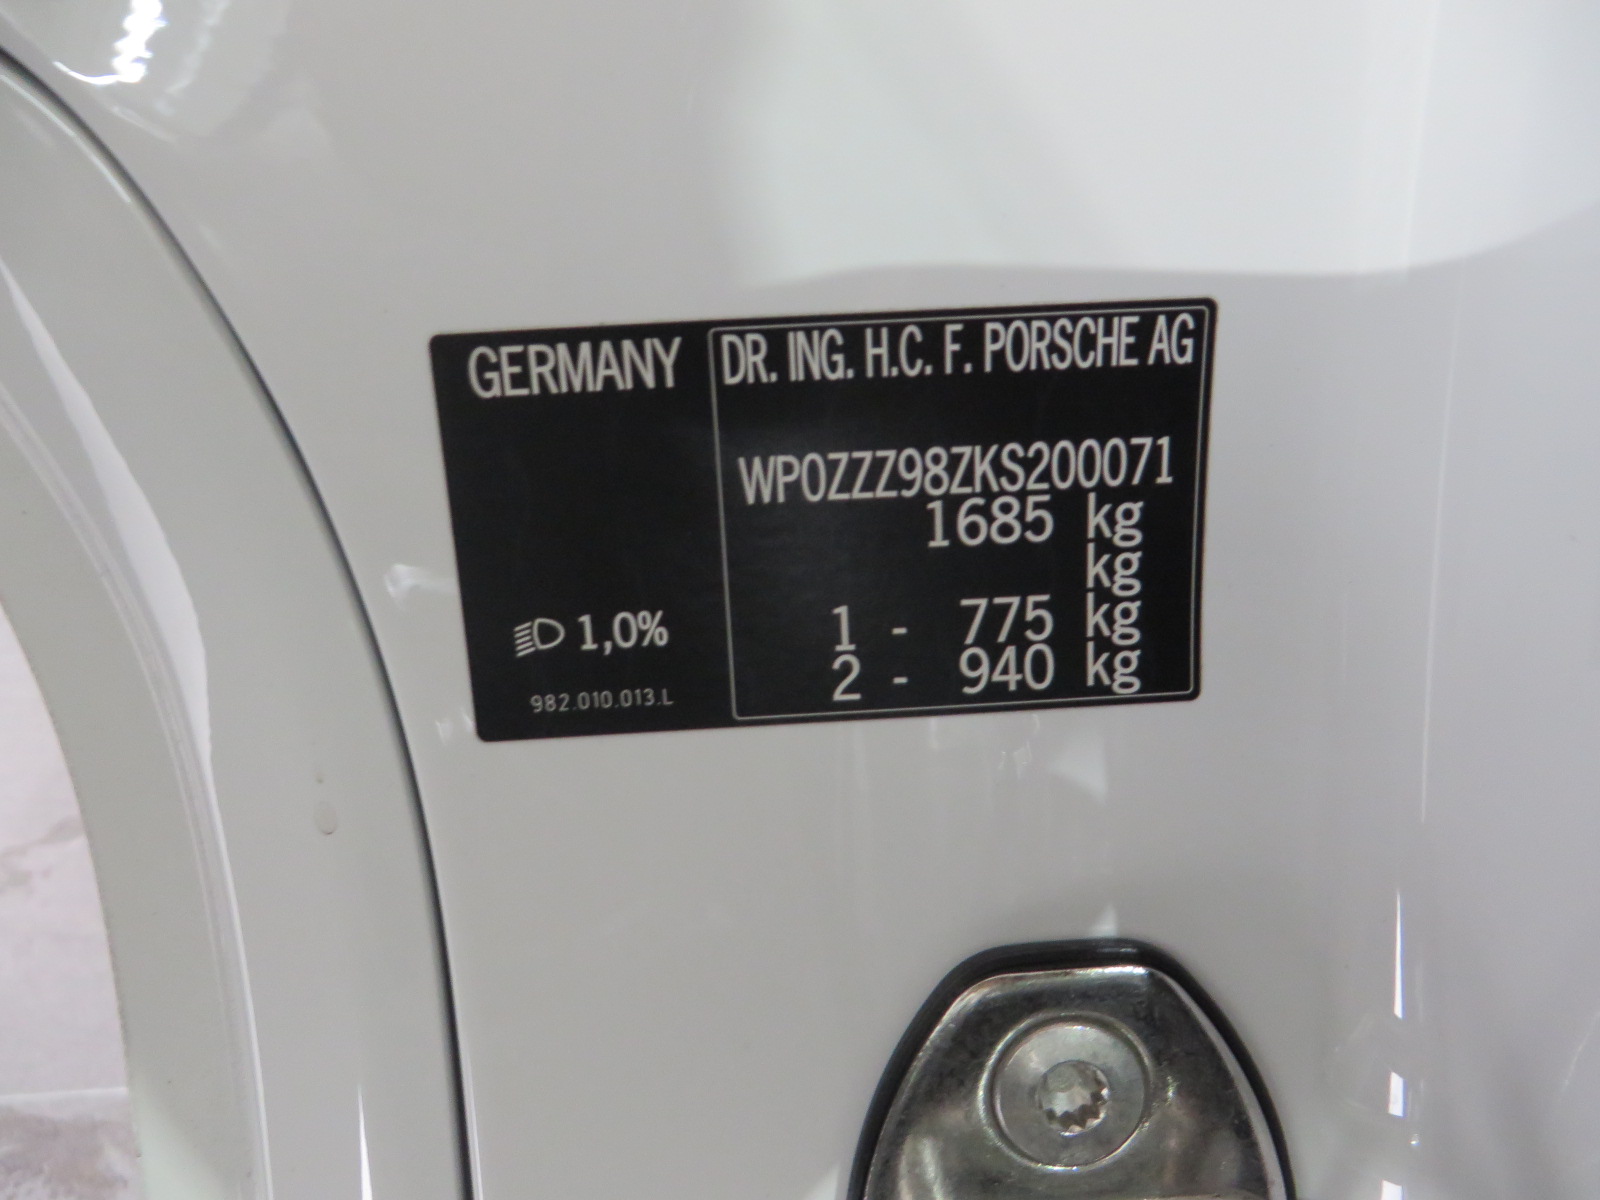 GERMANY
DR. ING. H.C. F. PORSCHE AG
WP0ZZZ98ZKS200071
1685 kg
kg
1 - 775 kg
2 - 940 kg
1,0%
982.010.013.L